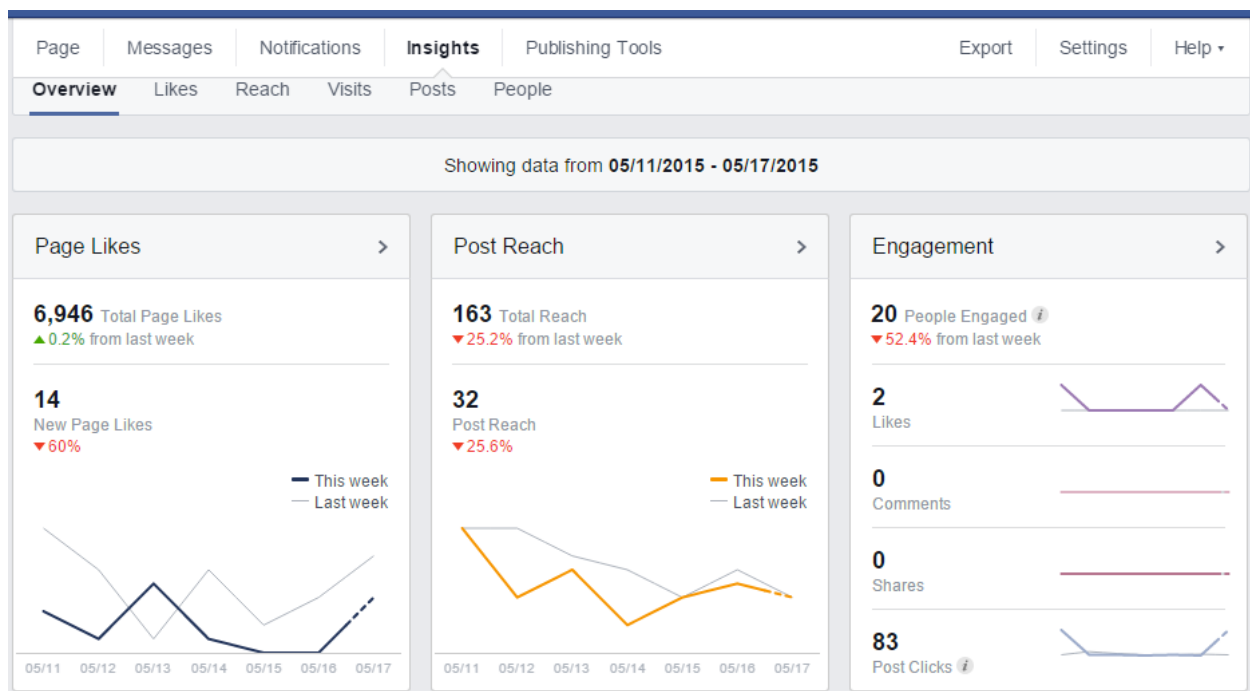 Page Messages Notifications Insights Publishing Tools Export Settings Help
Overview Likes Reach Visits Posts People
Showing data from 05/11/2015 - 05/17/2015
Page Likes
6,946 Total Page Likes
0.2% from last week
14
New Page Likes
60%
This week
Last week
05/11 05/12 05/13 05/14 05/15 05/16 05/17
Post Reach
163 Total Reach
25.2% from last week
32
Post Reach
25.6%
This week
Last week
05/11 05/12 05/13 05/14 05/15 05/16 05/17
Engagement
20 People Engaged i
52.4% from last week
2
Likes
0
Comments
0
Shares
83
Post Clicks i